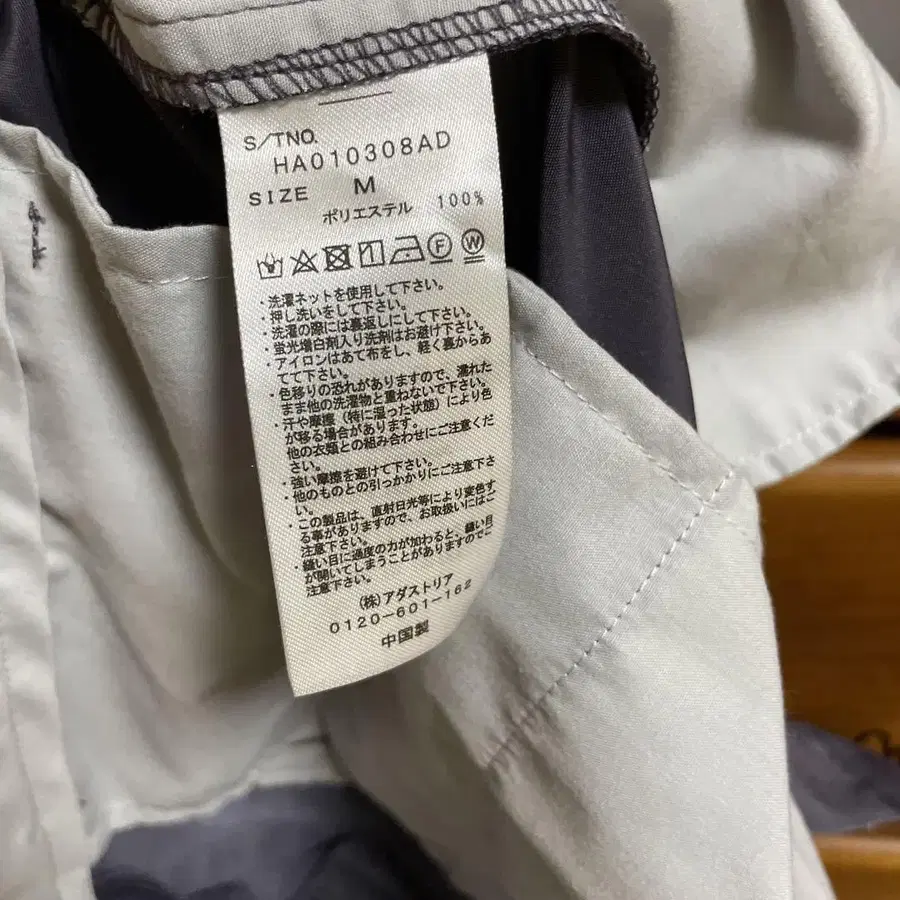 S/TNO.
HA010308AD
SIZE M
ポリエステル 100%
F W
・洗濯ネットを使用して下さい。
・押し洗いをして下さい。
・洗濯の際には裏返しにして下さい。
・蛍光増白剤入り洗剤はお避け下さい。
・アイロンはあて布をし、軽く裏からあ
てて下さい。
・色移りの恐れがありますので、濡れた
まま他の洗濯物と重ねないで下さい。
・汗や摩擦（特に湿った状態）により色
が移る場合があります。
他の衣類との組み合わせにご注意くだ
さい。
・強い摩擦を避けて下さい。
・他のものとの引っかかりにご注意下さ
い。
・この製品は、直射日光等により変色す
る事がありますので、お取扱いにはご
注意下さい。
・縫い目に過度の力が加わると、縫い目
が開いてしまうことがありますのでご
注意下さい。
(株)アダストリア
0120-601-162
中国製